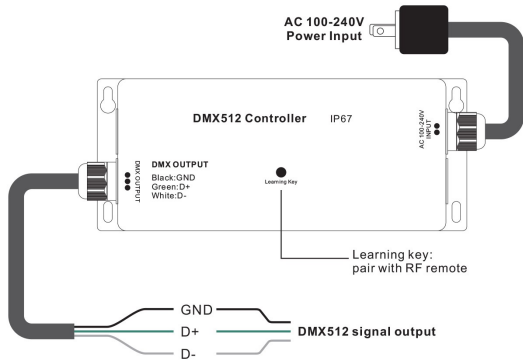 AC 100-240V
Power Input
DMX512 Controller IP67
AC 100-240V
INPUT
DMX OUTPUT
DMX OUTPUT
Black:GND
Green:D+
White:D-
Learning Key
Learning key:
pair with RF remote
GND
D+ DMX512 signal output
D-